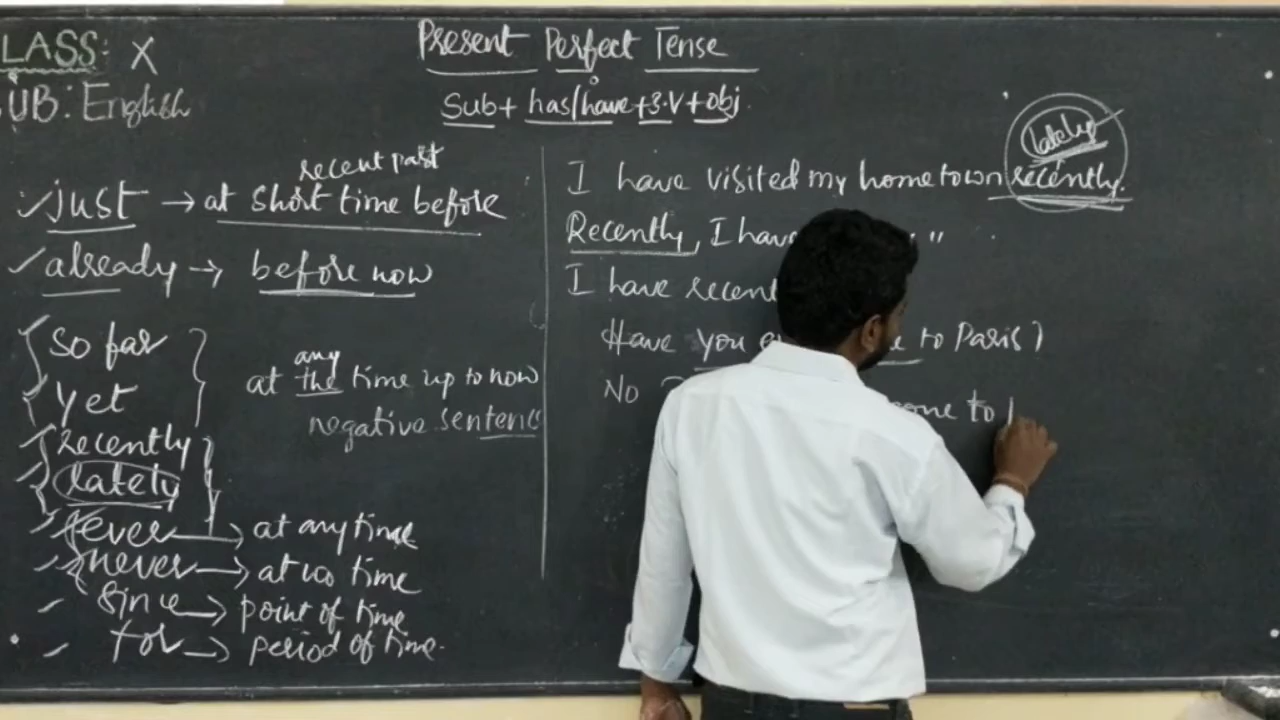 LASS: X
UB: English
Present Perfect Tense
Sub+ has/have+3.V+obj
just → at short time before
recent past
already → before now
so far
yet
at the time up to now
any
negative sentence
Recently
lately
ever → at any time
never → at no time
since → point of time
for → period of time.
I have visited my hometown recently.
lately
Recently, I have "
I have recent
Have you to Paris?
No to